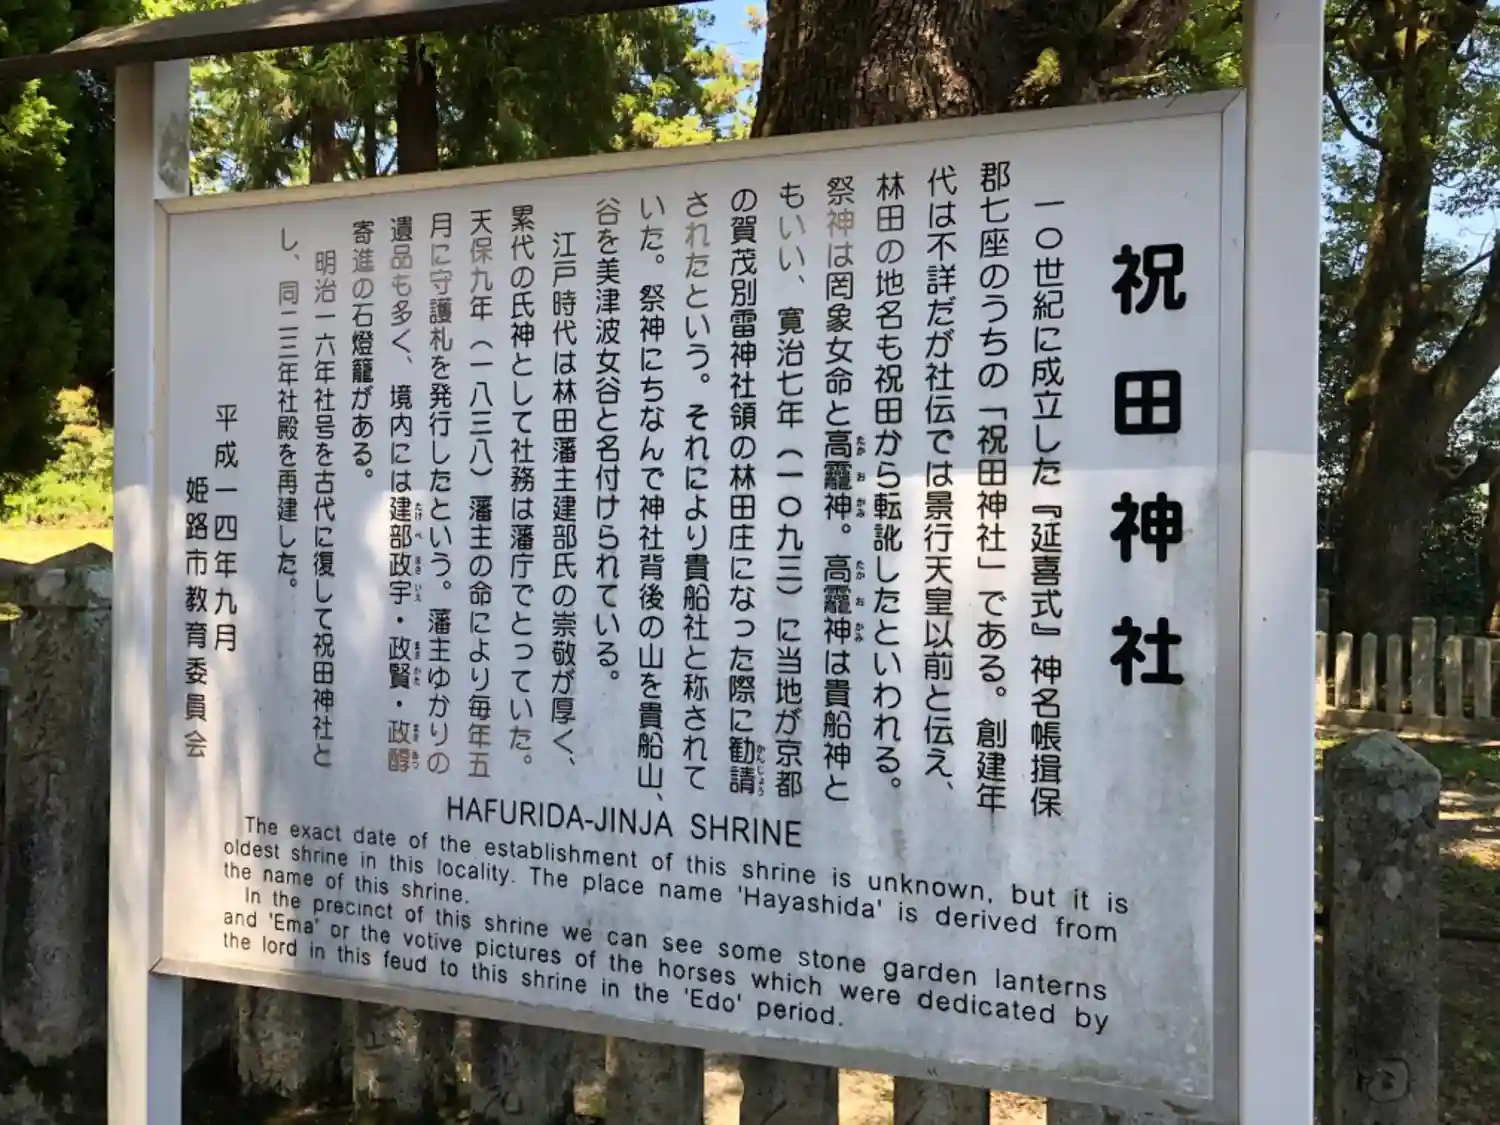 祝田神社
一〇世紀に成立した『延喜式』神名帳揖保
郡七座のうちの「祝田神社」である。創建年
代は不詳だが社伝では景行天皇以前と伝え、
林田の地名も祝田から転訛したといわれる。
祭神は罔象女命と高龗神。高龗神は貴船神と
もいい、寛治七年（一〇九三）に当地が京都
の賀茂別雷神社領の林田庄になった際に勧請
されたという。それにより貴船社と称されて
いた。祭神にちなんで神社背後の山を貴船山、
谷を美津波女谷と名付けられている。
江戸時代は林田藩主建部氏の崇敬が厚く、
累代の氏神として社務は藩庁でとっていた。
天保九年（一八三八）藩主の命により毎年五
月に守護札を発行したという。藩主ゆかりの
遺品も多く、境内には建部政宇・政賢・政醇
寄進の石燈籠がある。
明治一六年社号を古代に復して祝田神社と
し、同二三年社殿を再建した。
平成一四年九月
姫路市教育委員会
HAFURIDA-JINJA SHRINE
The exact date of the establishment of this shrine is unknown, but it is
oldest shrine in this locality. The place name 'Hayashida' is derived from
the name of this shrine.
In the precinct of this shrine we can see some stone garden lanterns
and 'Ema' or the votive pictures of the horses which were dedicated by
the lord in this feud to this shrine in the 'Edo' period.